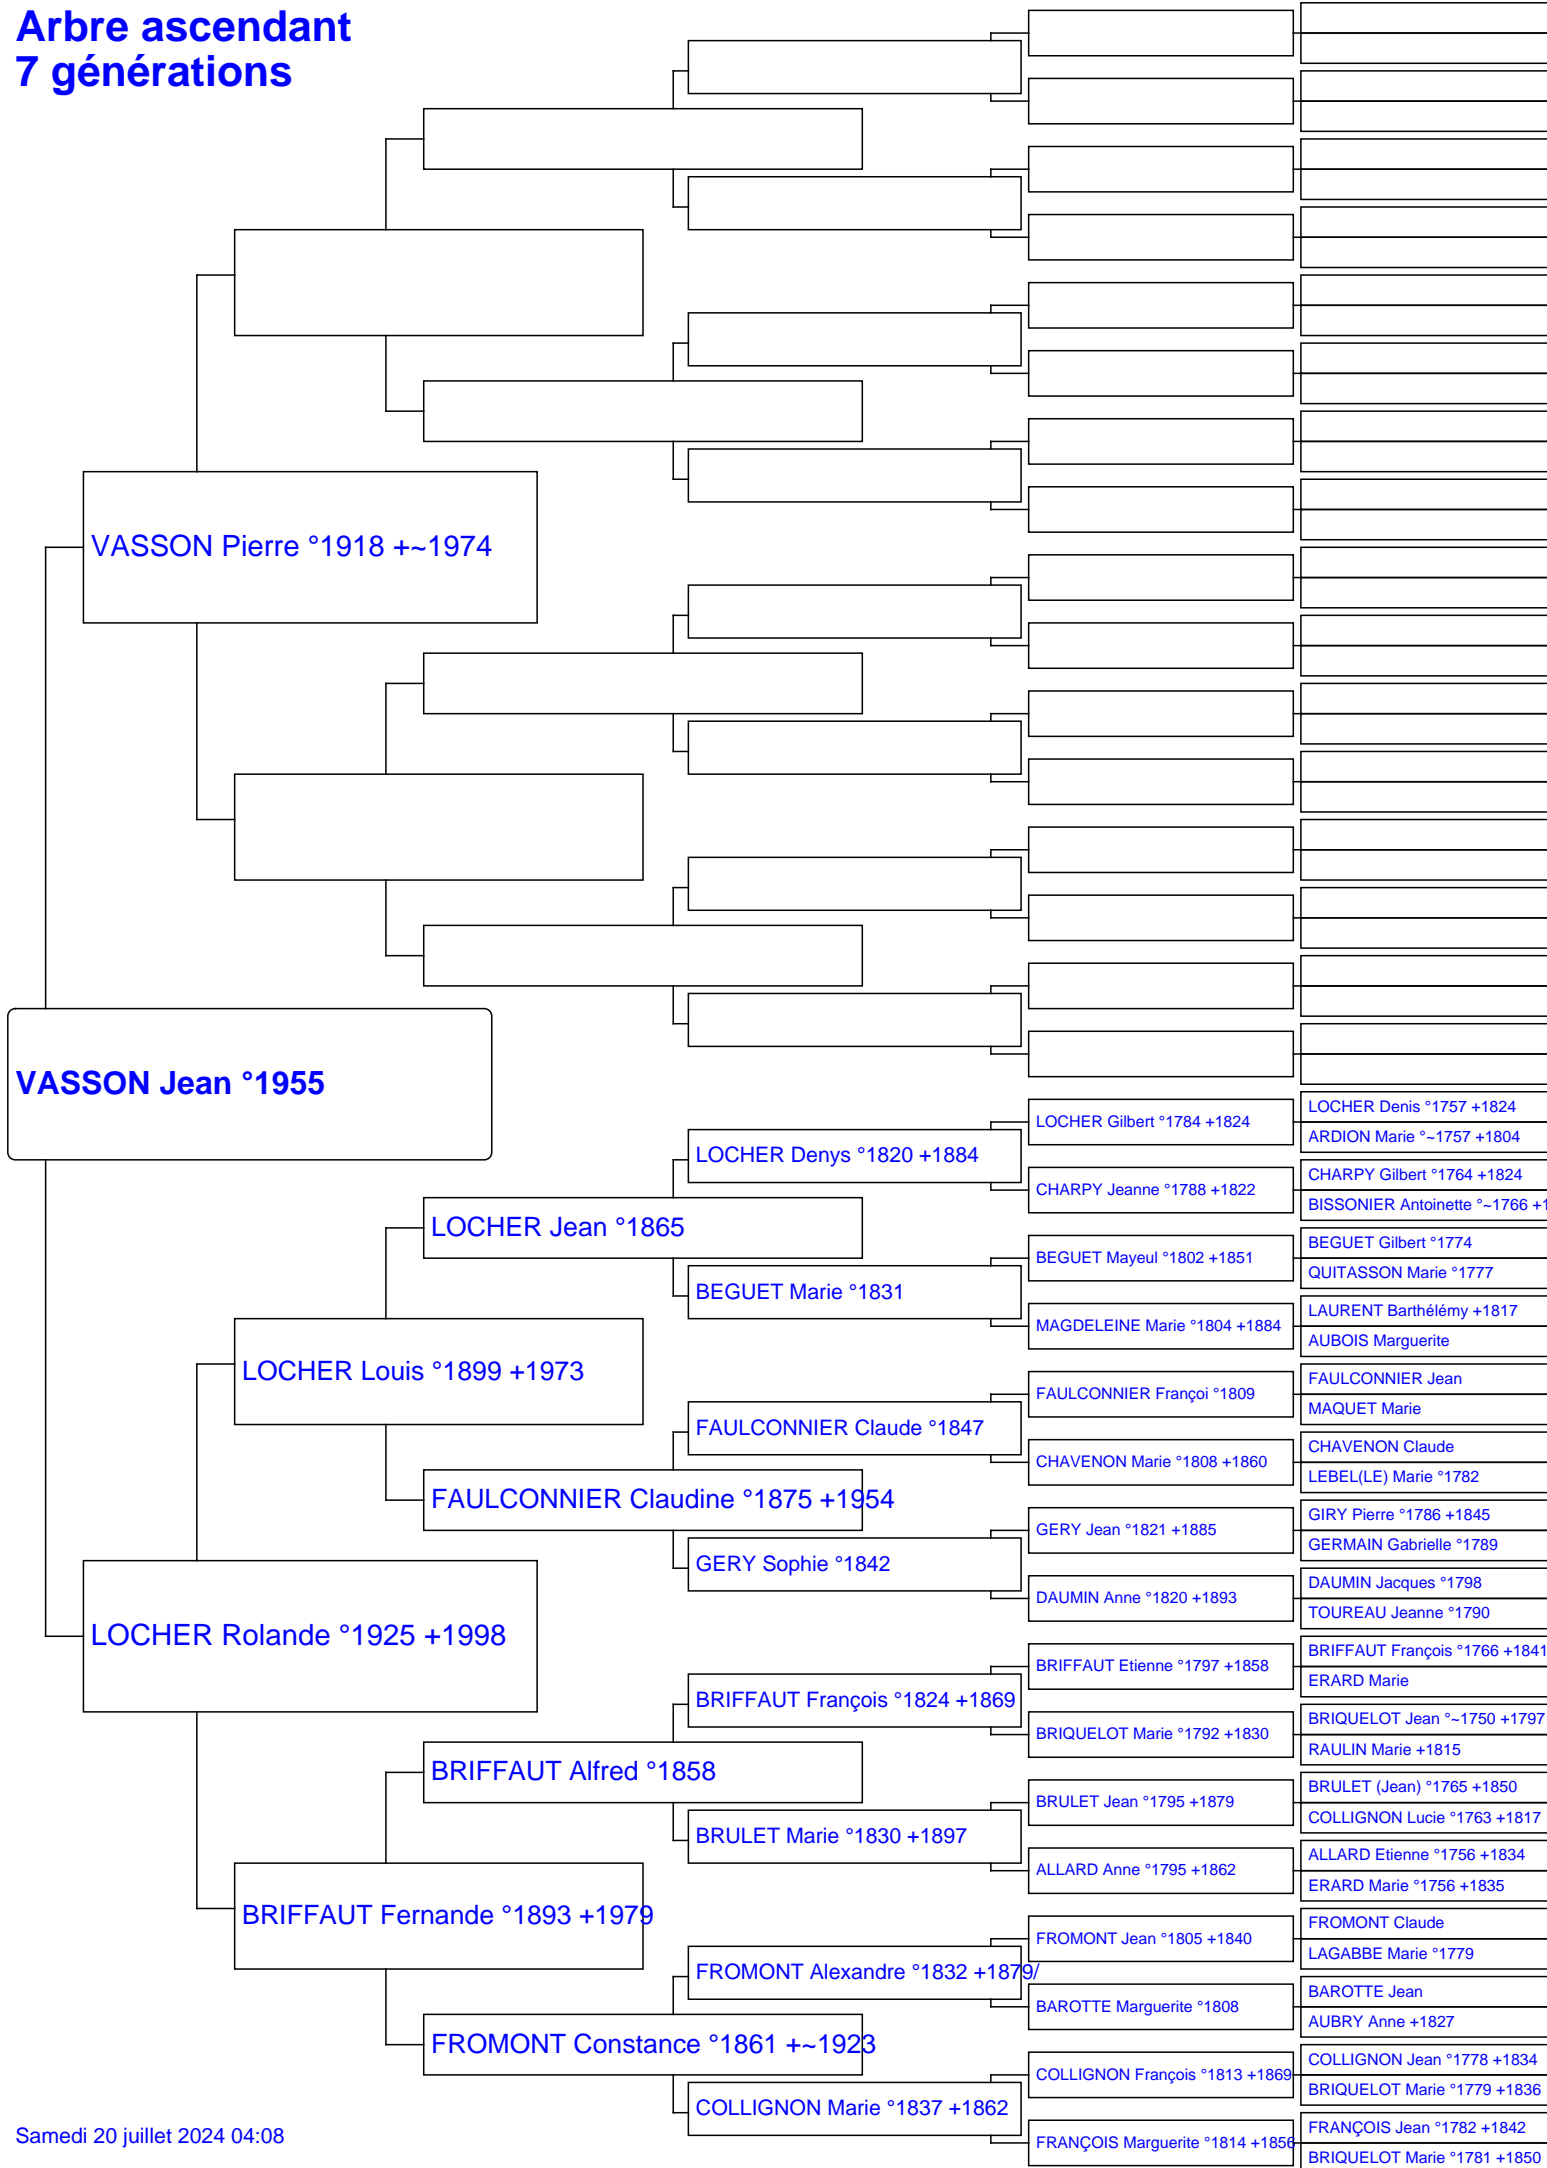 Arbre ascendant
7 générations
VASSON Pierre °1918 +~1974
VASSON Jean °1955
LOCHER Denis °1757 +1824
LOCHER Gilbert °1784 +1824
ARDION Marie °~1757 +1804
LOCHER Denys °1820 +1884
CHARPY Gilbert °1764 +1824
CHARPY Jeanne °1788 +1822
BISSONIER Antoinette °~1766 +1
LOCHER Jean °1865
BEGUET Gilbert °1774
BEGUET Mayeul °1802 +1851
QUITASSON Marie °1777
BEGUET Marie °1831
LAURENT Barthélémy +1817
MAGDELEINE Marie °1804 +1884
AUBOIS Marguerite
LOCHER Louis °1899 +1973
FAULCONNIER Jean
FAULCONNIER Françoi °1809
MAQUET Marie
FAULCONNIER Claude °1847
CHAVENON Claude
CHAVENON Marie °1808 +1860
LEBEL(LE) Marie °1782
FAULCONNIER Claudine °1875 +1954
GIRY Pierre °1786 +1845
GERY Jean °1821 +1885
GERMAIN Gabrielle °1789
GERY Sophie °1842
DAUMIN Jacques °1798
DAUMIN Anne °1820 +1893
TOUREAU Jeanne °1790
LOCHER Rolande °1925 +1998
BRIFFAUT François °1766 +1841
BRIFFAUT Etienne °1797 +1858
ERARD Marie
BRIFFAUT François °1824 +1869
BRIQUELOT Jean °~1750 +1797
BRIQUELOT Marie °1792 +1830
RAULIN Marie +1815
BRIFFAUT Alfred °1858
BRULET (Jean) °1765 +1850
BRULET Jean °1795 +1879
COLLIGNON Lucie °1763 +1817
BRULET Marie °1830 +1897
ALLARD Etienne °1756 +1834
ALLARD Anne °1795 +1862
ERARD Marie °1756 +1835
BRIFFAUT Fernande °1893 +1979
FROMONT Claude
FROMONT Jean °1805 +1840
LAGABBE Marie °1779
FROMONT Alexandre °1832 +1879/
BAROTTE Jean
BAROTTE Marguerite °1808
AUBRY Anne +1827
FROMONT Constance °1861 +~1923
COLLIGNON Jean °1778 +1834
COLLIGNON François °1813 +1869
BRIQUELOT Marie °1779 +1836
COLLIGNON Marie °1837 +1862
FRANÇOIS Jean °1782 +1842
FRANÇOIS Marguerite °1814 +1856
BRIQUELOT Marie °1781 +1850
Samedi 20 juillet 2024 04:08